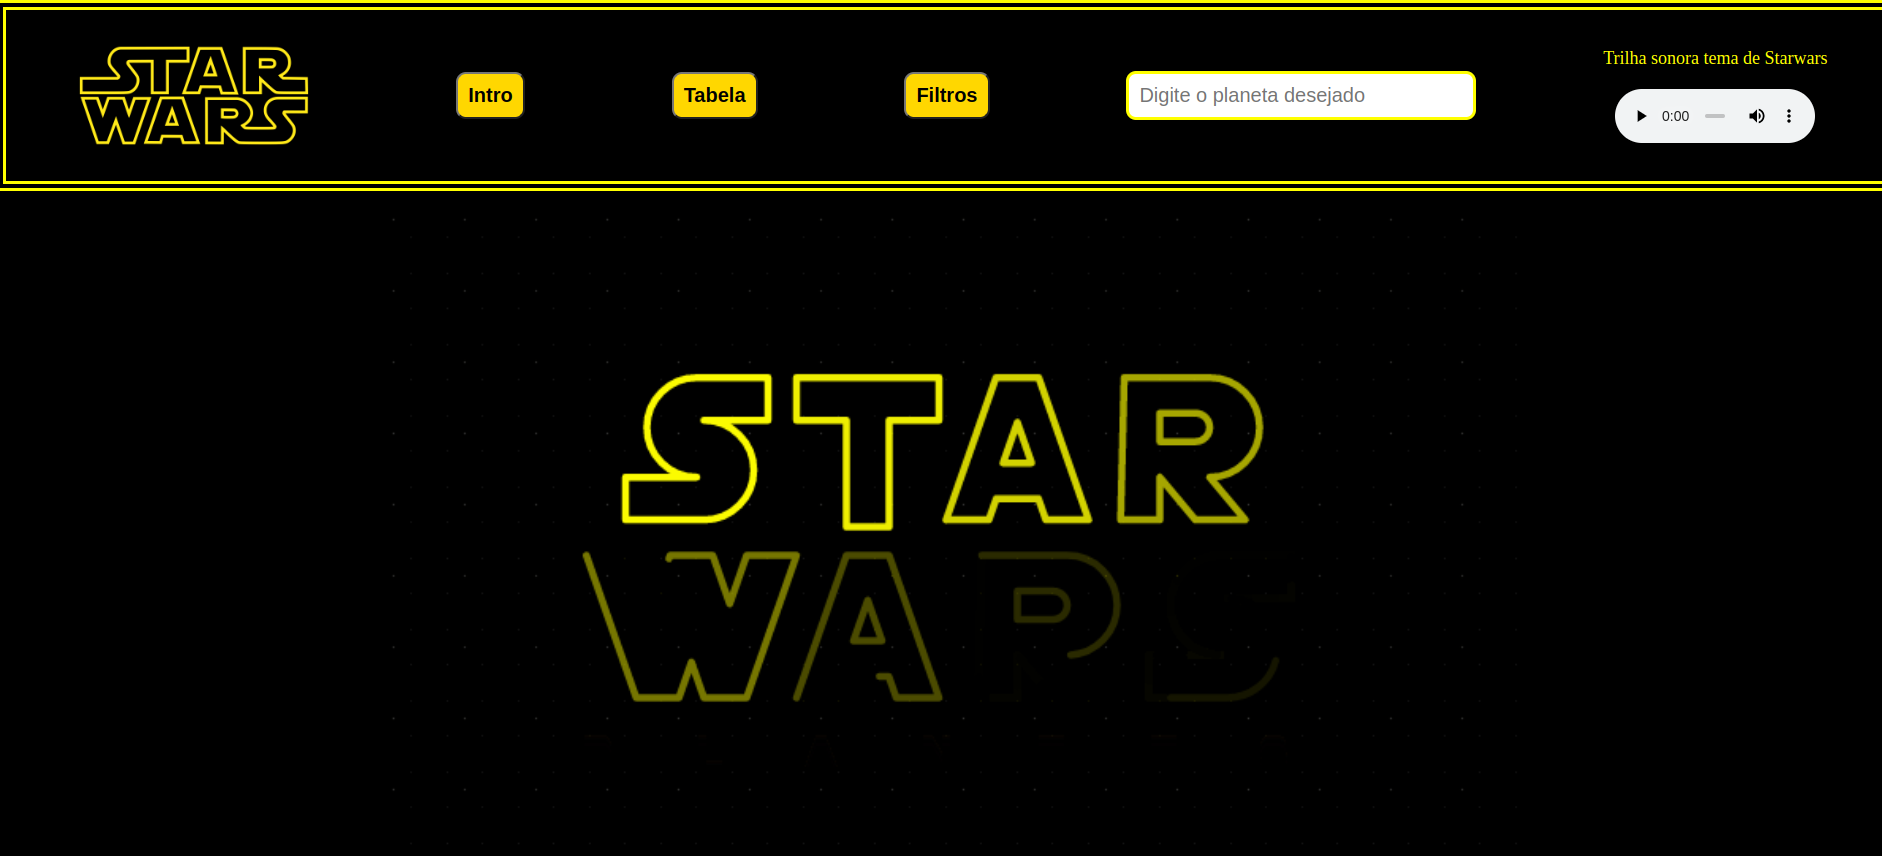 STAR
WARS
Intro
Tabela
Filtros
Digite o planeta desejado
Trilha sonora tema de Starwars
0:00
STAR
WARS